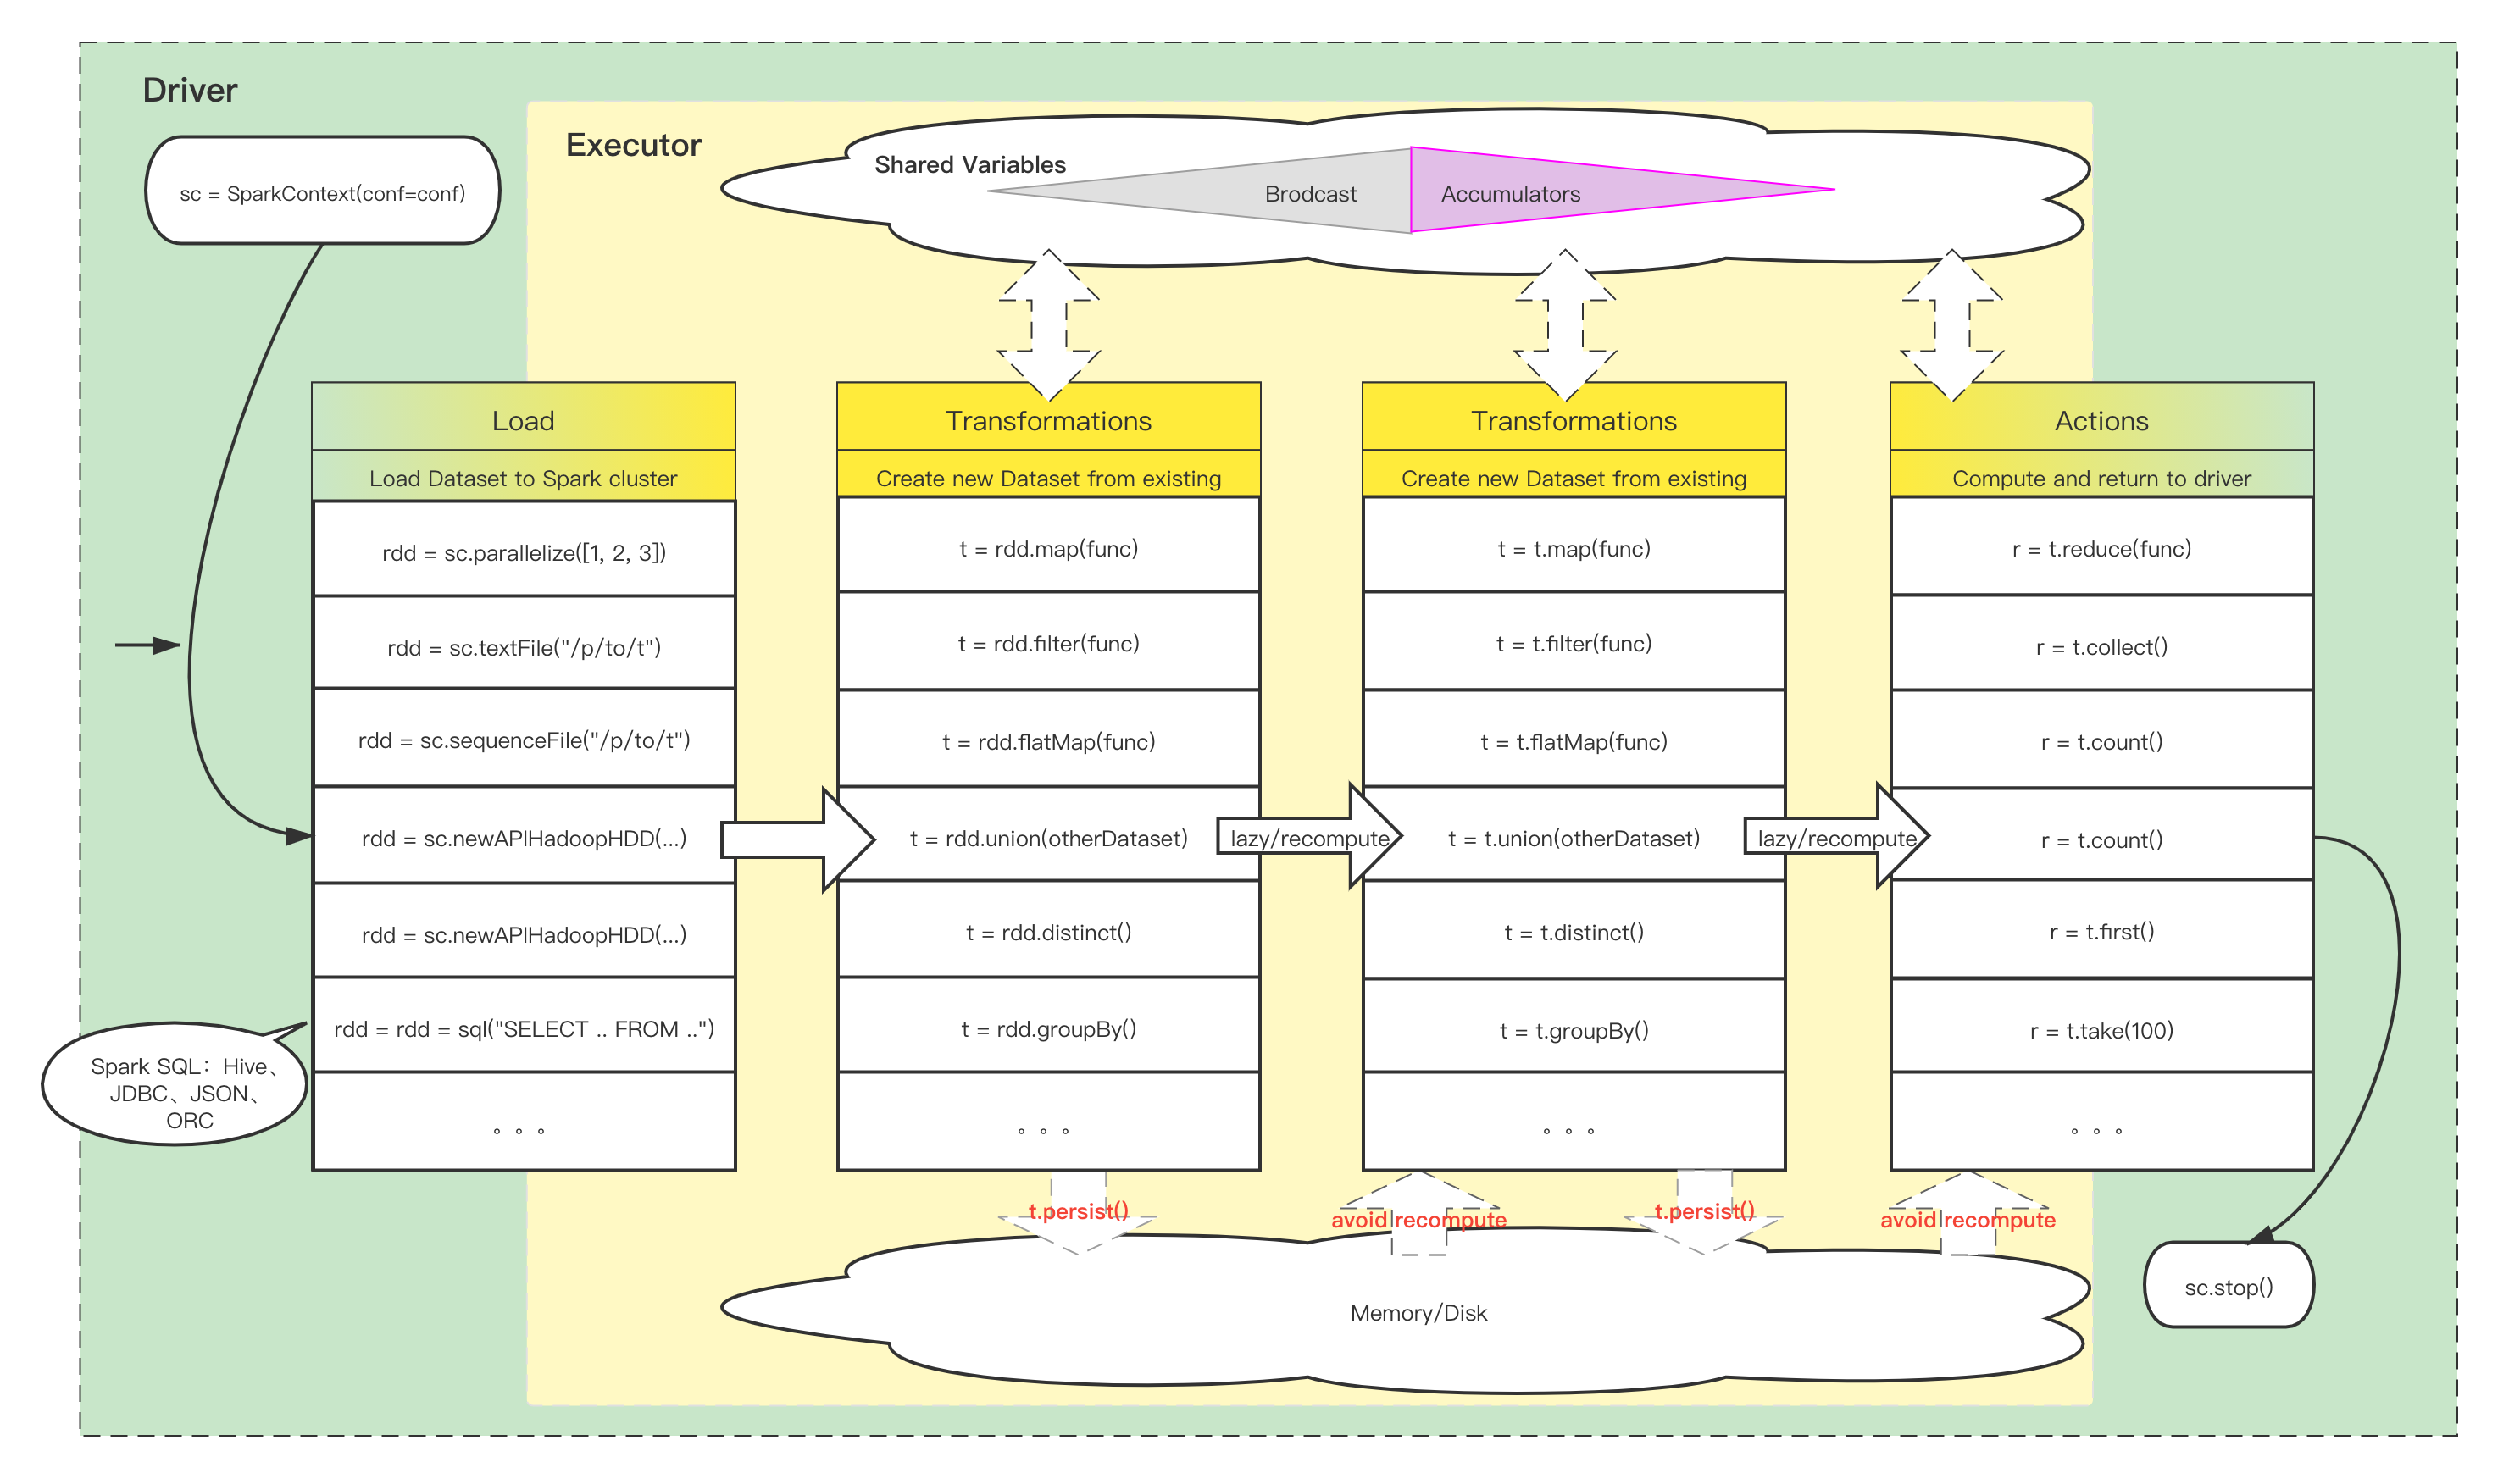 Driver
sc = SparkContext(conf=conf)
Executor
Shared Variables
Brodcast
Accumulators
Load
Load Dataset to Spark cluster
rdd = sc.parallelize([1, 2, 3])
rdd = sc.textFile("/p/to/t")
rdd = sc.sequenceFile("/p/to/t")
rdd = sc.newAPIHadoopHDD(...)
rdd = sc.newAPIHadoopHDD(...)
rdd = rdd = sql("SELECT .. FROM ..")
。。。
Spark SQL：Hive、
JDBC、JSON、
ORC
Transformations
Create new Dataset from existing
t = rdd.map(func)
t = rdd.filter(func)
t = rdd.flatMap(func)
t = rdd.union(otherDataset)
t = rdd.distinct()
t = rdd.groupBy()
。。。
lazy/recompute
Transformations
Create new Dataset from existing
t = t.map(func)
t = t.filter(func)
t = t.flatMap(func)
t = t.union(otherDataset)
t = t.distinct()
t = t.groupBy()
。。。
lazy/recompute
Actions
Compute and return to driver
r = t.reduce(func)
r = t.collect()
r = t.count()
r = t.count()
r = t.first()
r = t.take(100)
。。。
t.persist()
avoid recompute
t.persist()
avoid recompute
Memory/Disk
sc.stop()